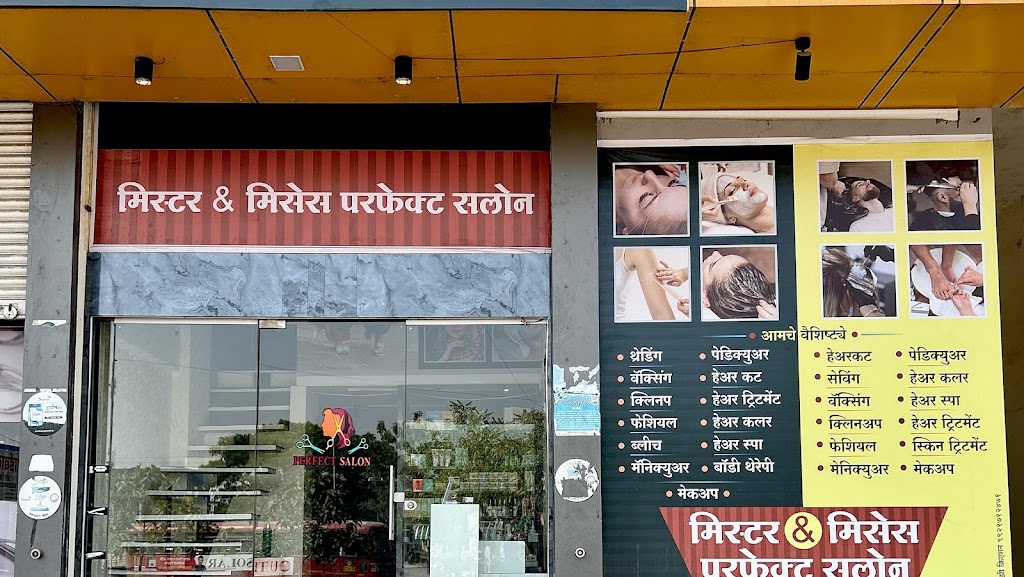 मिस्टर & मिसेस परफेक्ट सलोन
PERFECT SALON
आमचे वैशिष्ट्ये
थ्रेडिंग
वॅक्सिंग
क्लिनप
फेशियल
ब्लीच
मॅनिक्युअर
पेडिक्युअर
हेअर कट
हेअर ट्रिटमेंट
हेअर कलर
हेअर स्पा
बॉडी थेरेपी
मेकअप
हेअरकट
सेविंग
वॅक्सिंग
क्लिनअप
फेशियल
मेनिक्युअर
पेडिक्युअर
हेअर कलर
हेअर स्पा
हेअर ट्रिटमेंट
स्किन ट्रिटमेंट
मेकअप
मिस्टर & मिसेस
परफेक्ट सलोन
SOLAR